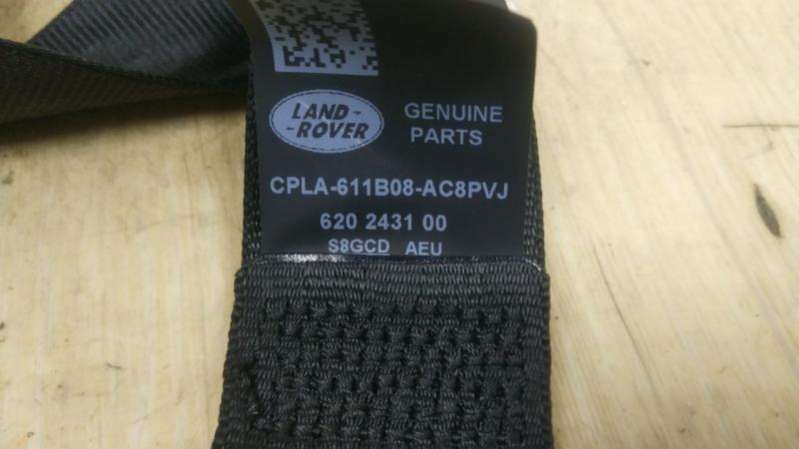 LAND-
-ROVER
GENUINE
PARTS
CPLA-611B08-AC8PVJ
620 2431 00
S8GCD AEU